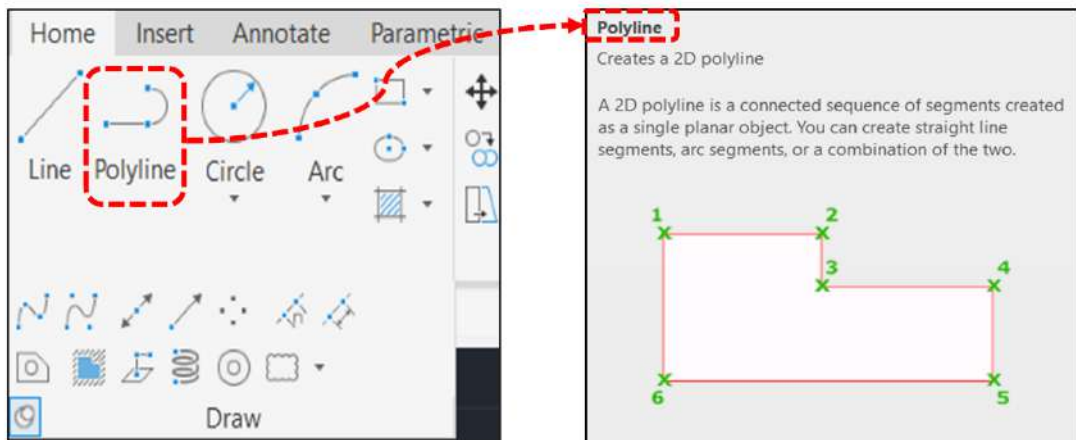 Home Insert Annotate Parametric
Line Polyline Circle Arc
Draw
Polyline
Creates a 2D polyline
A 2D polyline is a connected sequence of segments created
as a single planar object. You can create straight line
segments, arc segments, or a combination of the two.
1 2
3 4
6 5